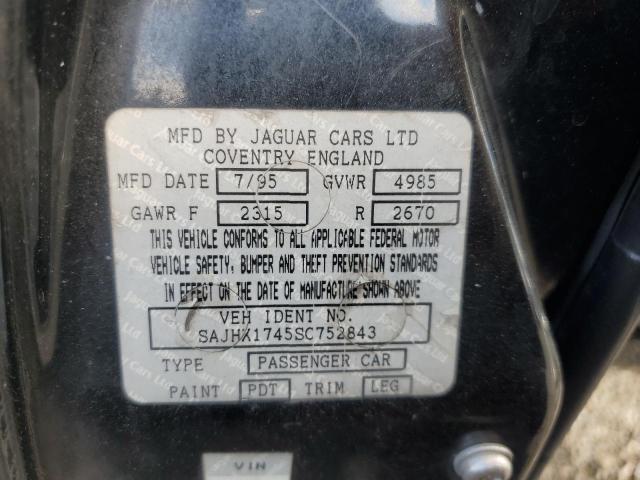 MFD BY JAGUAR CARS LTD
COVENTRY ENGLAND
MFD DATE 7/95 GVWR 4985
GAWR F 2315 R 2670
THIS VEHICLE CONFORMS TO ALL APPLICABLE FEDERAL MOTOR
VEHICLE SAFETY, BUMPER AND THEFT PREVENTION STANDARDS
IN EFFECT ON THE DATE OF MANUFACTURE SHOWN ABOVE
VEH IDENT NO.
SAJHX1745SC752843
TYPE PASSENGER CAR
PAINT PDT TRIM LEG
VIN